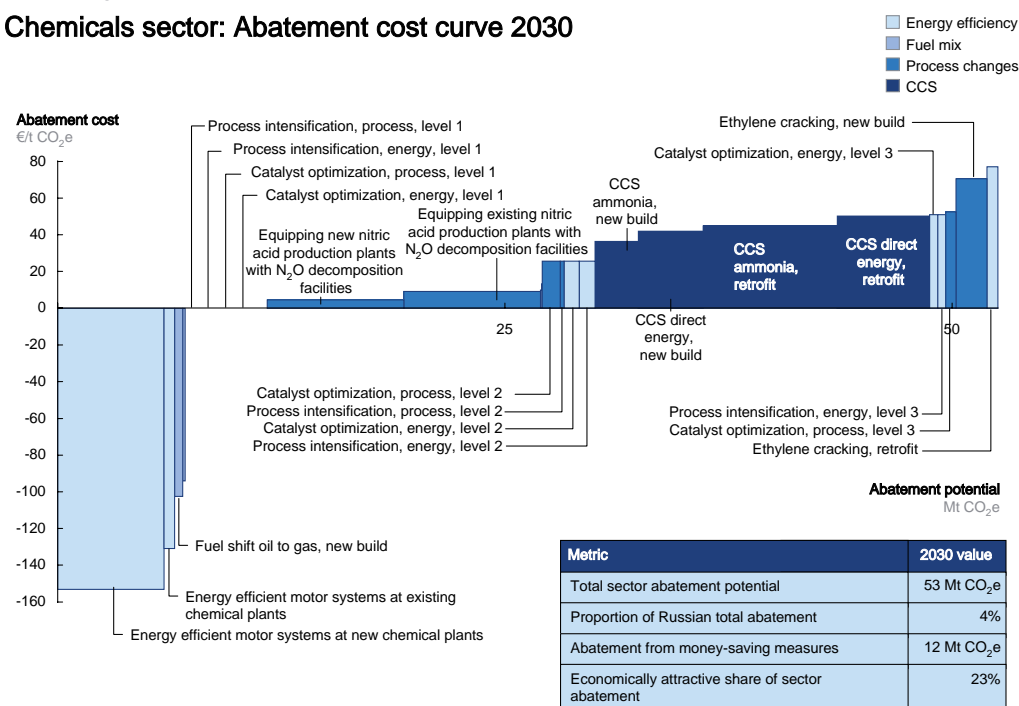 Chemicals sector: Abatement cost curve 2030
Energy efficiency
Fuel mix
Process changes
CCS
Abatement cost
€/t CO2e
80
60
40
20
0
-20
-40
-60
-80
-100
-120
-140
-160
Process intensification, process, level 1
Process intensification, energy, level 1
Catalyst optimization, process, level 1
Catalyst optimization, energy, level 1
Equipping new nitric
acid production plants
with N2O decomposition
facilities
Equipping existing nitric
acid production plants with
N2O decomposition facilities
CCS
ammonia,
new build
Ethylene cracking, new build
Catalyst optimization, energy, level 3
CCS
ammonia,
retrofit
CCS direct
energy,
retrofit
25
CCS direct
energy,
new build
50
Catalyst optimization, process, level 2
Process intensification, process, level 2
Catalyst optimization, energy, level 2
Process intensification, energy, level 2
Process intensification, energy, level 3
Catalyst optimization, process, level 3
Ethylene cracking, retrofit
Abatement potential
Mt CO2e
Fuel shift oil to gas, new build
Energy efficient motor systems at existing
chemical plants
Energy efficient motor systems at new chemical plants
Metric 2030 value
Total sector abatement potential 53 Mt CO2e
Proportion of Russian total abatement 4%
Abatement from money-saving measures 12 Mt CO2e
Economically attractive share of sector 23%
abatement